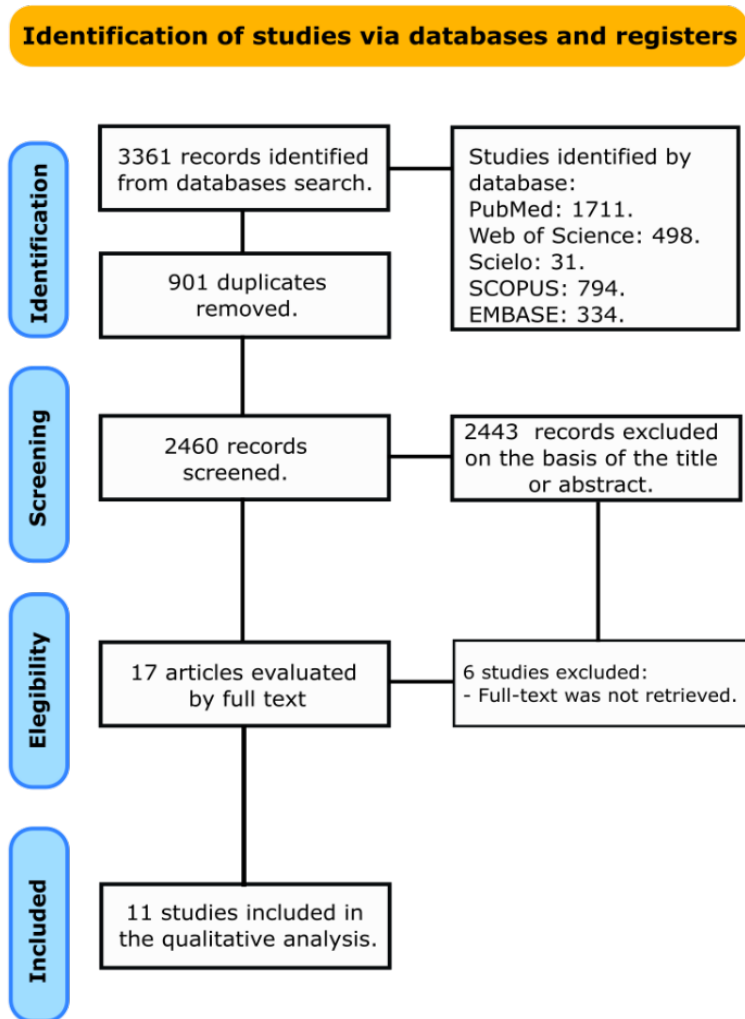 Identification of studies via databases and registers
Identification
3361 records identified
from databases search.
Studies identified by
database:
PubMed: 1711.
Web of Science: 498.
Scielo: 31.
SCOPUS: 794.
EMBASE: 334.
901 duplicates
removed.
Screening
2460 records
screened.
2443 records excluded
on the basis of the title
or abstract.
Elegibility
17 articles evaluated
by full text
6 studies excluded:
- Full-text was not retrieved.
Included
11 studies included in
the qualitative analysis.